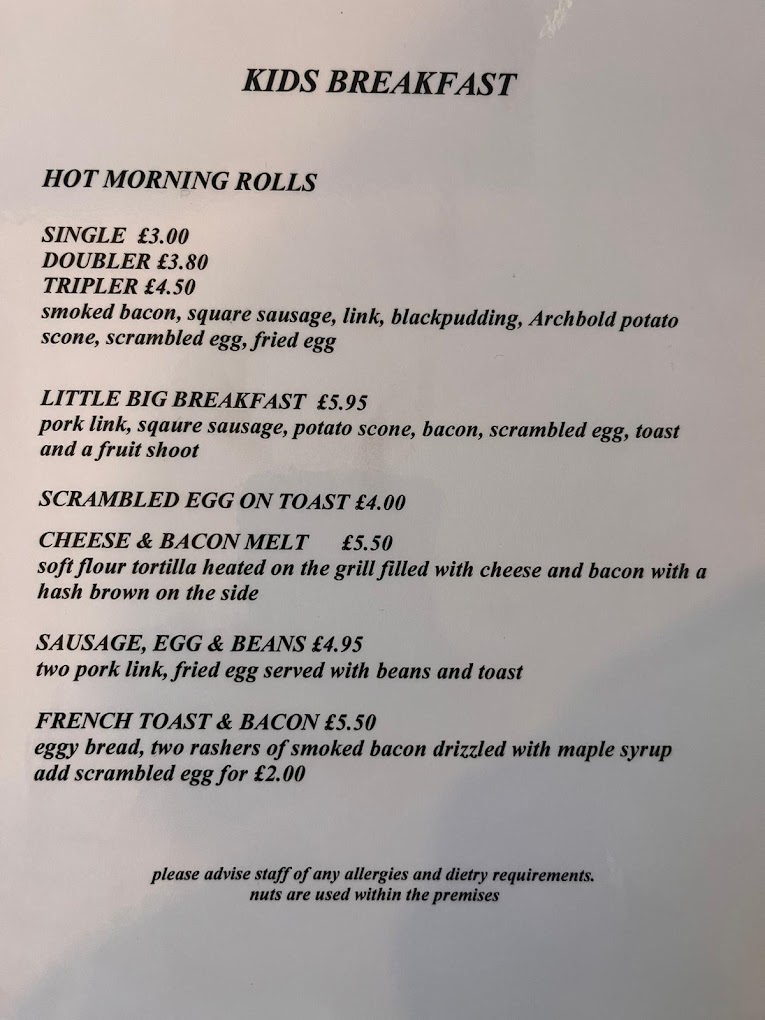 KIDS BREAKFAST
HOT MORNING ROLLS
SINGLE £3.00
DOUBLER £3.80
TRIPLER £4.50
smoked bacon, square sausage, link, blackpudding, Archbold potato
scone, scrambled egg, fried egg
LITTLE BIG BREAKFAST £5.95
pork link, sqaure sausage, potato scone, bacon, scrambled egg, toast
and a fruit shoot
SCRAMBLED EGG ON TOAST £4.00
CHEESE & BACON MELT £5.50
soft flour tortilla heated on the grill filled with cheese and bacon with a
hash brown on the side
SAUSAGE, EGG & BEANS £4.95
two pork link, fried egg served with beans and toast
FRENCH TOAST & BACON £5.50
eggy bread, two rashers of smoked bacon drizzled with maple syrup
add scrambled egg for £2.00
please advise staff of any allergies and dietry requirements.
nuts are used within the premises